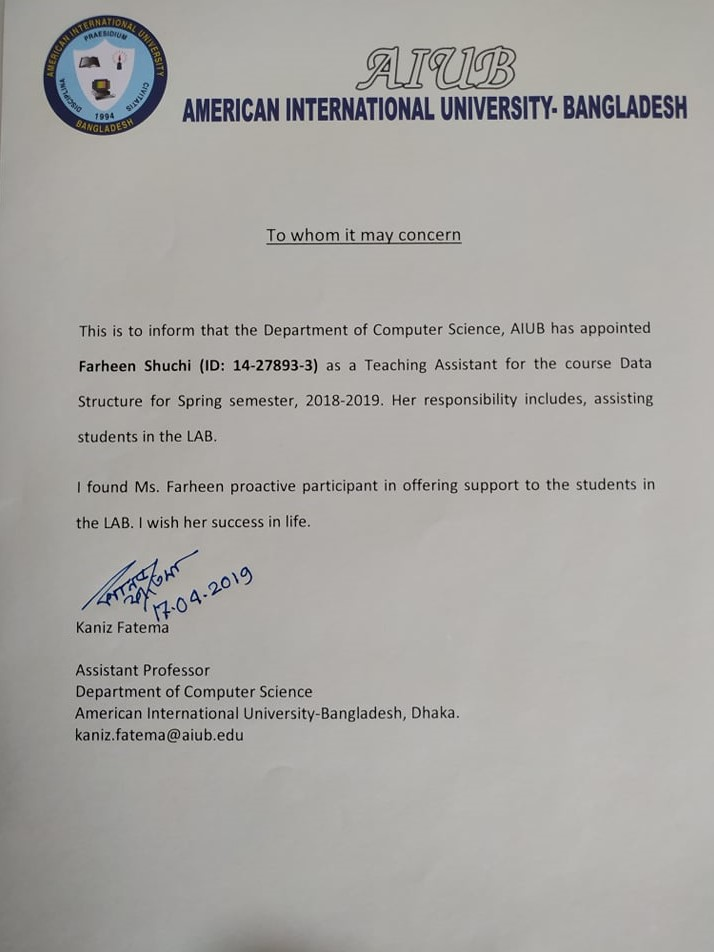 AMERICAN INTERNATIONAL UNIVERSITY
PRAESIDIUM
DISCIPLINA
CIVITATIS
1994
BANGLADESH
AIUB
AMERICAN INTERNATIONAL UNIVERSITY- BANGLADESH
To whom it may concern
This is to inform that the Department of Computer Science, AIUB has appointed
Farheen Shuchi (ID: 14-27893-3) as a Teaching Assistant for the course Data
Structure for Spring semester, 2018-2019. Her responsibility includes, assisting
students in the LAB.
I found Ms. Farheen proactive participant in offering support to the students in
the LAB. I wish her success in life.
17.04.2019
Kaniz Fatema
Assistant Professor
Department of Computer Science
American International University-Bangladesh, Dhaka.
kaniz.fatema@aiub.edu